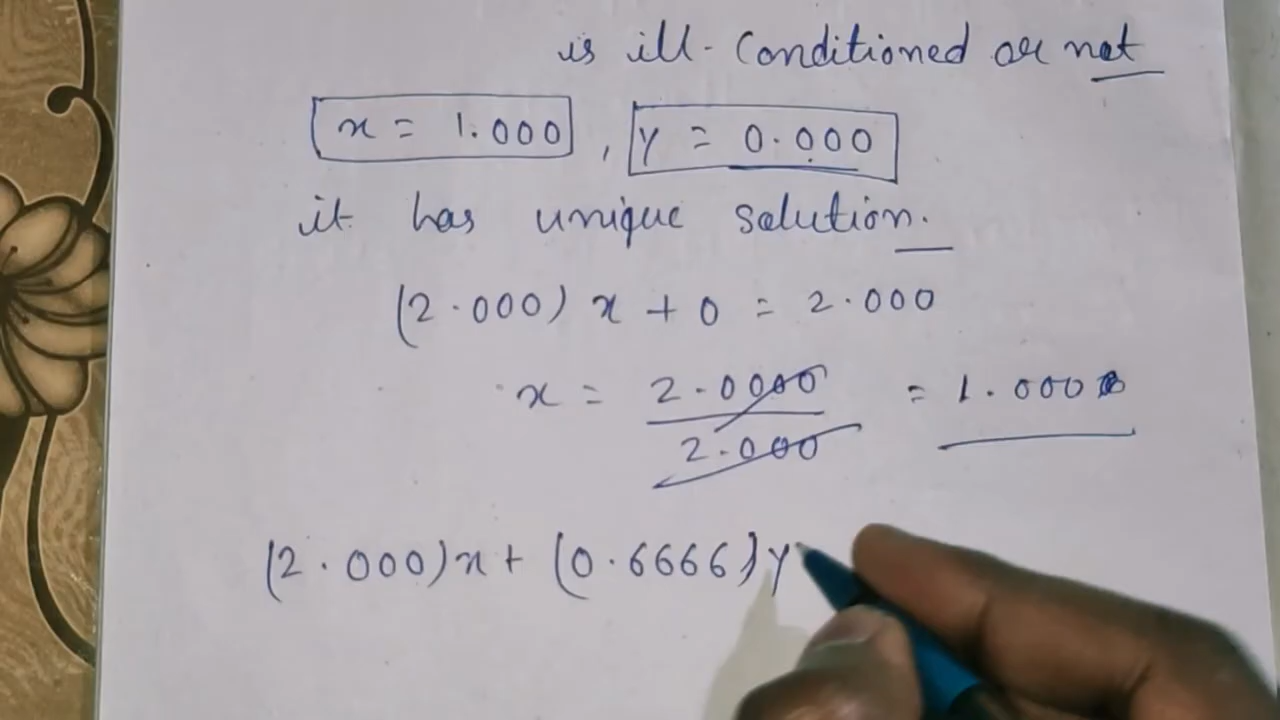 is ill-conditioned or not
x = 1.000 , y = 0.000
it has unique solution.
(2.000) x + 0 = 2.000
x = 2.0000 / 2.000 = 1.000
(2.000)x + (0.6666)y